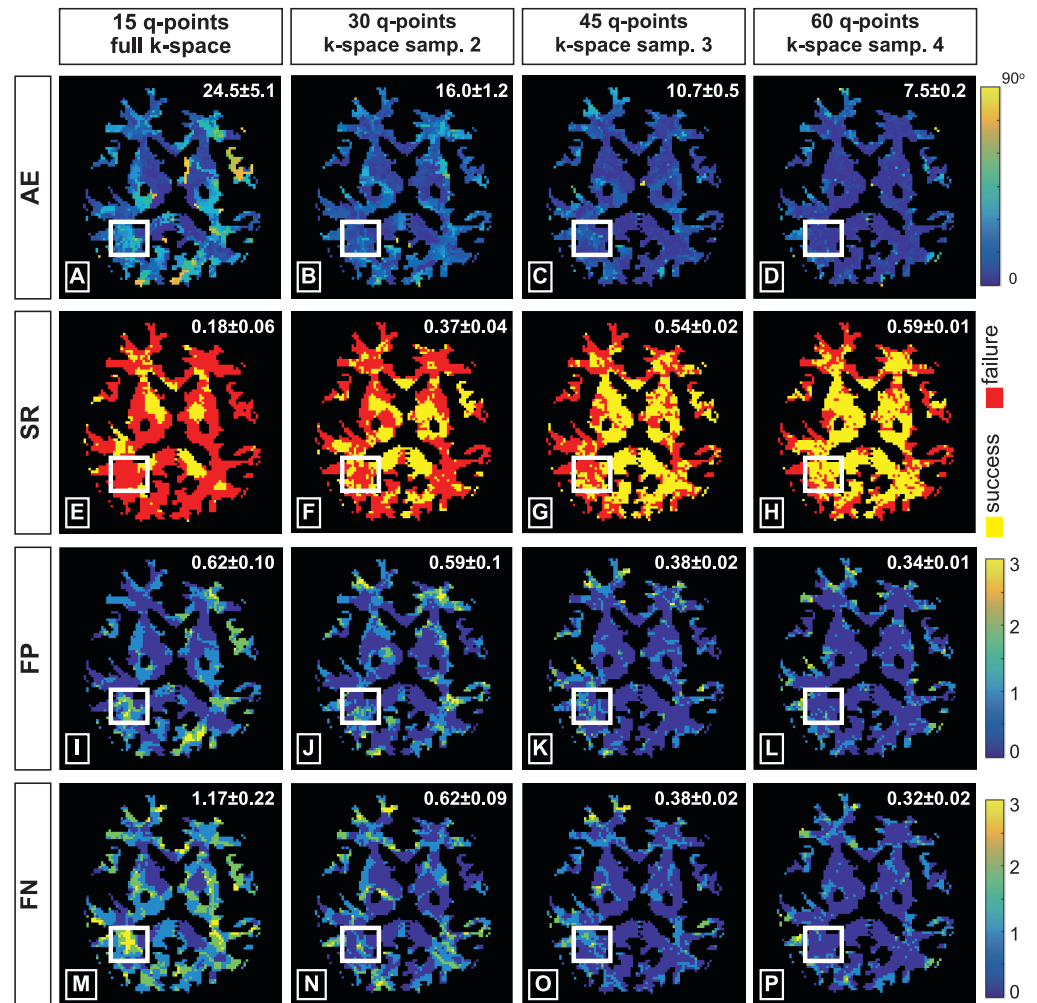 15 q-points
full k-space
30 q-points
k-space samp. 2
45 q-points
k-space samp. 3
60 q-points
k-space samp. 4
AE
24.5±5.1
A
16.0±1.2
B
10.7±0.5
C
7.5±0.2
D
90º
0
SR
0.18±0.06
E
0.37±0.04
F
0.54±0.02
G
0.59±0.01
H
failure
success
FP
0.62±0.10
I
0.59±0.1
J
0.38±0.02
K
0.34±0.01
L
3
2
1
0
FN
1.17±0.22
M
0.62±0.09
N
0.38±0.02
O
0.32±0.02
P
3
2
1
0